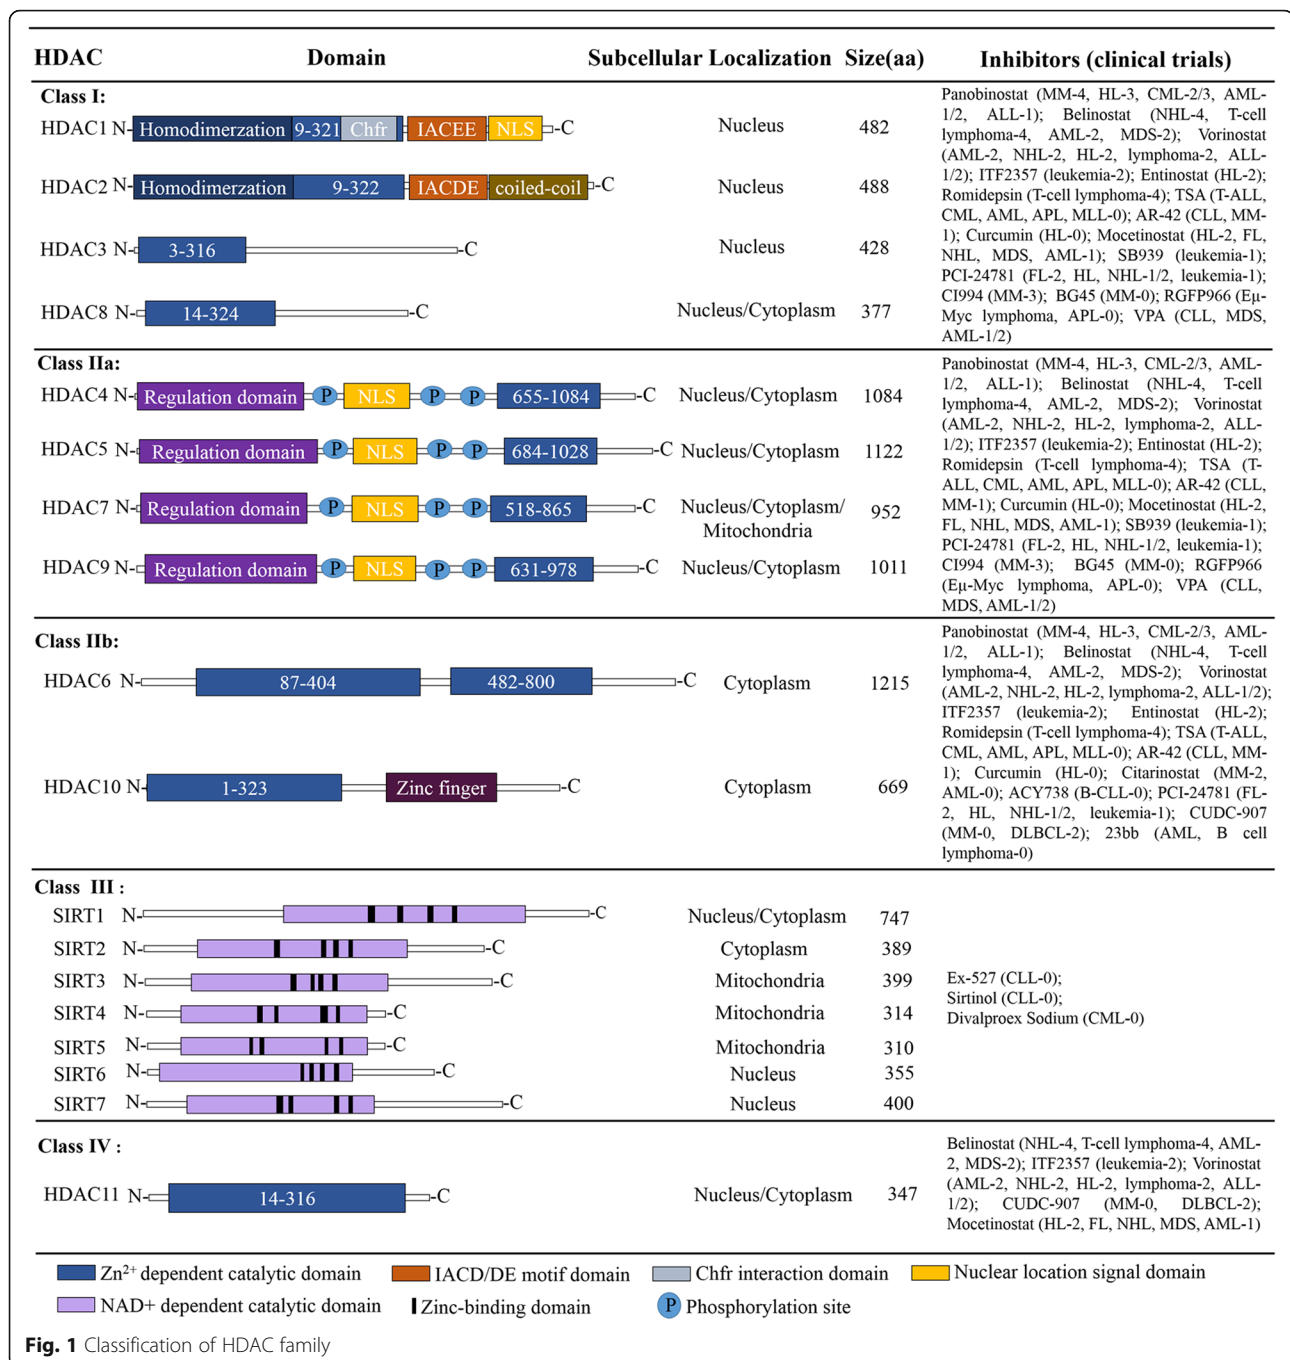 HDAC Domain Subcellular Localization Size(aa) Inhibitors (clinical trials)
Class I:
HDAC1 N- Homodimerzation 9-321 Chfr IACEE NLS -C Nucleus 482
HDAC2 N- Homodimerzation 9-322 IACDE coiled-coil -C Nucleus 488
HDAC3 N- 3-316 -C Nucleus 428
HDAC8 N- 14-324 -C Nucleus/Cytoplasm 377
Panobinostat (MM-4, HL-3, CML-2/3, AML-
1/2, ALL-1); Belinostat (NHL-4, T-cell
lymphoma-4, AML-2, MDS-2); Vorinostat
(AML-2, NHL-2, HL-2, lymphoma-2, ALL-
1/2); ITF2357 (leukemia-2); Entinostat (HL-2);
Romidepsin (T-cell lymphoma-4); TSA (T-ALL,
CML, AML, APL, MLL-0); AR-42 (CLL, MM-
1); Curcumin (HL-0); Mocetinostat (HL-2, FL,
NHL, MDS, AML-1); SB939 (leukemia-1);
PCI-24781 (FL-2, HL, NHL-1/2, leukemia-1);
CI994 (MM-3); BG45 (MM-0); RGFP966 (Eμ-
Myc lymphoma, APL-0); VPA (CLL, MDS,
AML-1/2)
Class IIa:
HDAC4 N- Regulation domain P NLS P P 655-1084 -C Nucleus/Cytoplasm 1084
HDAC5 N- Regulation domain P NLS P P 684-1028 -C Nucleus/Cytoplasm 1122
HDAC7 N- Regulation domain P NLS P P 518-865 -C Nucleus/Cytoplasm/ 952
Mitochondria
HDAC9 N- Regulation domain P NLS P P 631-978 -C Nucleus/Cytoplasm 1011
Panobinostat (MM-4, HL-3, CML-2/3, AML-
1/2, ALL-1); Belinostat (NHL-4, T-cell
lymphoma-4, AML-2, MDS-2); Vorinostat
(AML-2, NHL-2, HL-2, lymphoma-2, ALL-
1/2); ITF2357 (leukemia-2); Entinostat (HL-2);
Romidepsin (T-cell lymphoma-4); TSA (T-
ALL, CML, AML, APL, MLL-0); AR-42 (CLL,
MM-1); Curcumin (HL-0); Mocetinostat (HL-2,
FL, NHL, MDS, AML-1); SB939 (leukemia-1);
PCI-24781 (FL-2, HL, NHL-1/2, leukemia-1);
CI994 (MM-3); BG45 (MM-0); RGFP966
(Eμ-Myc lymphoma, APL-0); VPA (CLL,
MDS, AML-1/2)
Class IIb:
HDAC6 N- 87-404 482-800 -C Cytoplasm 1215
HDAC10 N- 1-323 Zinc finger -C Cytoplasm 669
Panobinostat (MM-4, HL-3, CML-2/3, AML-
1/2, ALL-1); Belinostat (NHL-4, T-cell
lymphoma-4, AML-2, MDS-2); Vorinostat
(AML-2, NHL-2, HL-2, lymphoma-2, ALL-1/2);
ITF2357 (leukemia-2); Entinostat (HL-2);
Romidepsin (T-cell lymphoma-4); TSA (T-ALL,
CML, AML, APL, MLL-0); AR-42 (CLL, MM-
1); Curcumin (HL-0); Citarinostat (MM-2,
AML-0); ACY738 (B-CLL-0); PCI-24781 (FL-
2, HL, NHL-1/2, leukemia-1); CUDC-907
(MM-0, DLBCL-2); 23bb (AML, B cell
lymphoma-0)
Class III :
SIRT1 N- -C Nucleus/Cytoplasm 747
SIRT2 N- -C Cytoplasm 389
SIRT3 N- -C Mitochondria 399
SIRT4 N- -C Mitochondria 314
SIRT5 N- -C Mitochondria 310
SIRT6 N- -C Nucleus 355
SIRT7 N- -C Nucleus 400
Ex-527 (CLL-0);
Sirtinol (CLL-0);
Divalproex Sodium (CML-0)
Class IV :
HDAC11 N- 14-316 -C Nucleus/Cytoplasm 347
Belinostat (NHL-4, T-cell lymphoma-4, AML-
2, MDS-2); ITF2357 (leukemia-2); Vorinostat
(AML-2, NHL-2, HL-2, lymphoma-2, ALL-
1/2); CUDC-907 (MM-0, DLBCL-2);
Mocetinostat (HL-2, FL, NHL, MDS, AML-1)
Zn²⁺ dependent catalytic domain IACD/DE motif domain Chfr interaction domain Nuclear location signal domain
NAD+ dependent catalytic domain Zinc-binding domain P Phosphorylation site
Fig. 1 Classification of HDAC family